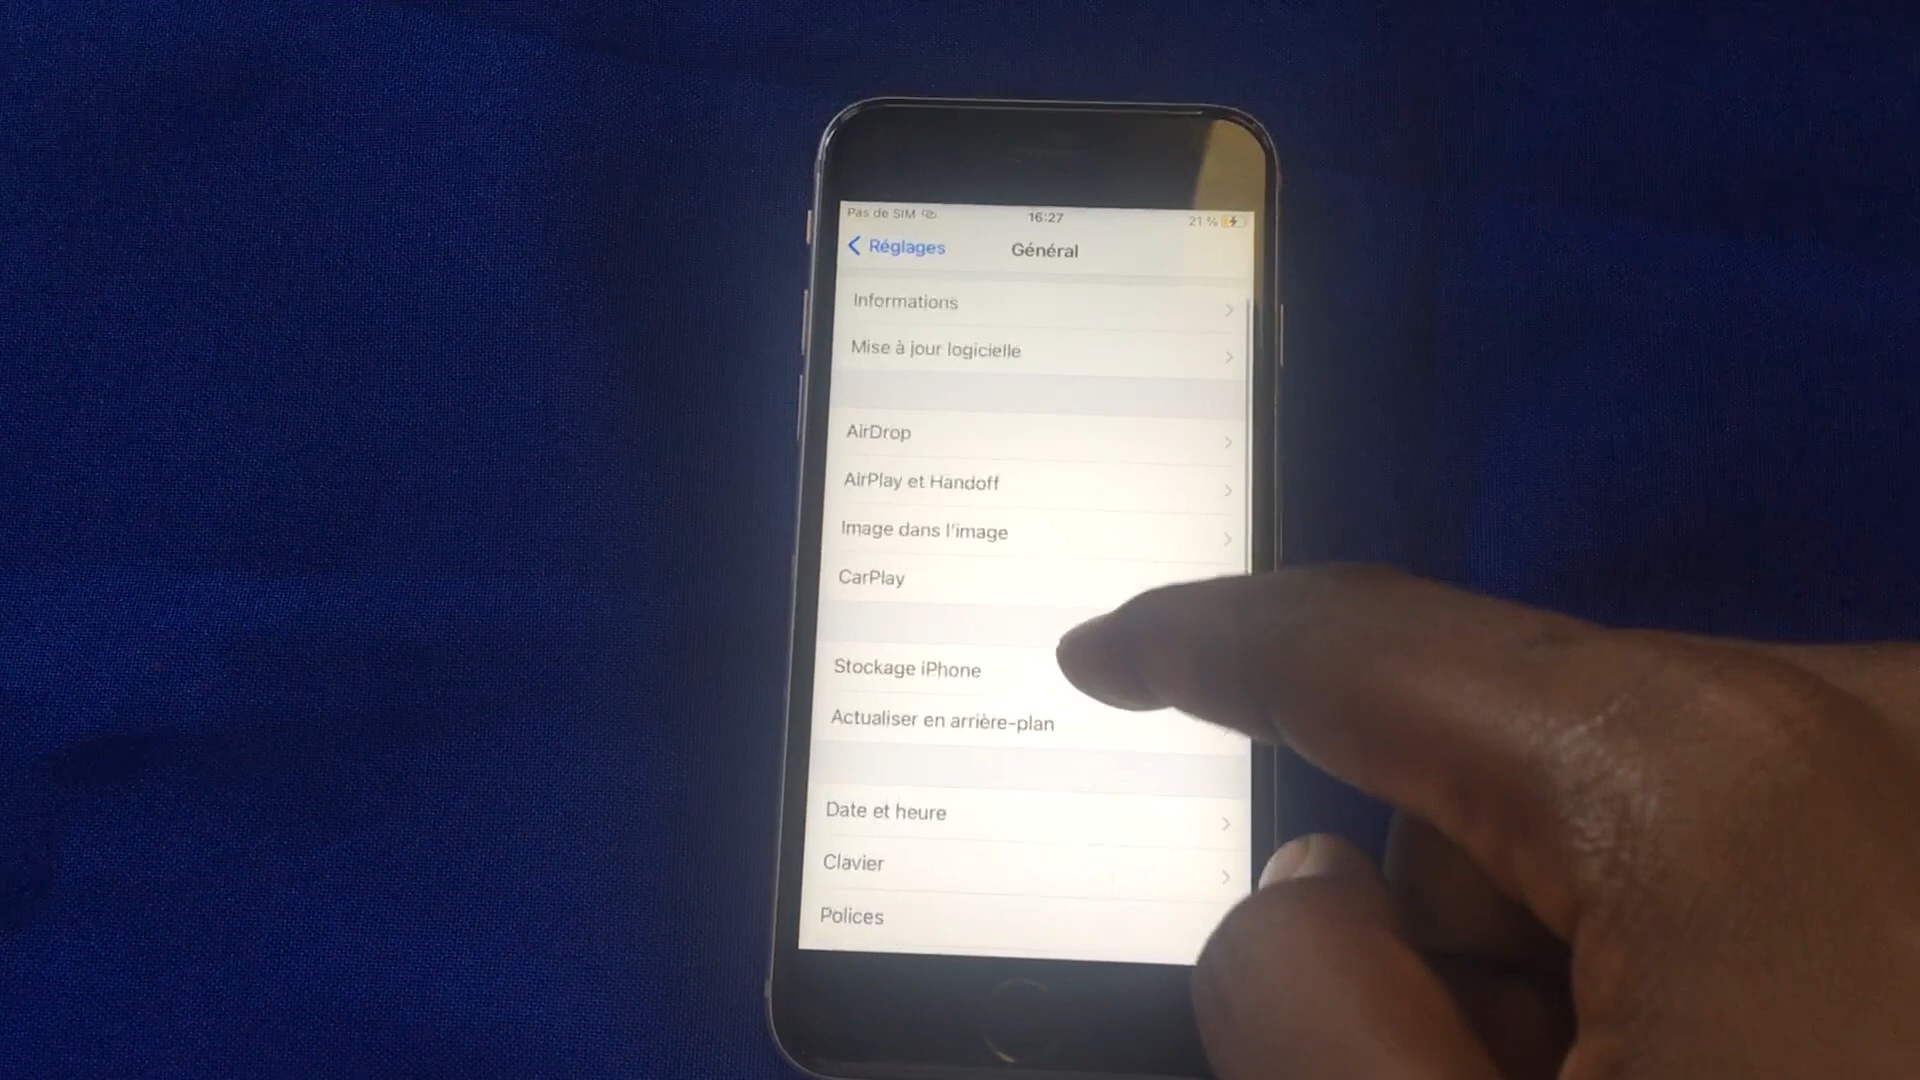 Pas de SIM
16:27
21 %
Réglages
Général
Informations
Mise à jour logicielle
AirDrop
AirPlay et Handoff
Image dans l'image
CarPlay
Stockage iPhone
Actualiser en arrière-plan
Date et heure
Clavier
Polices